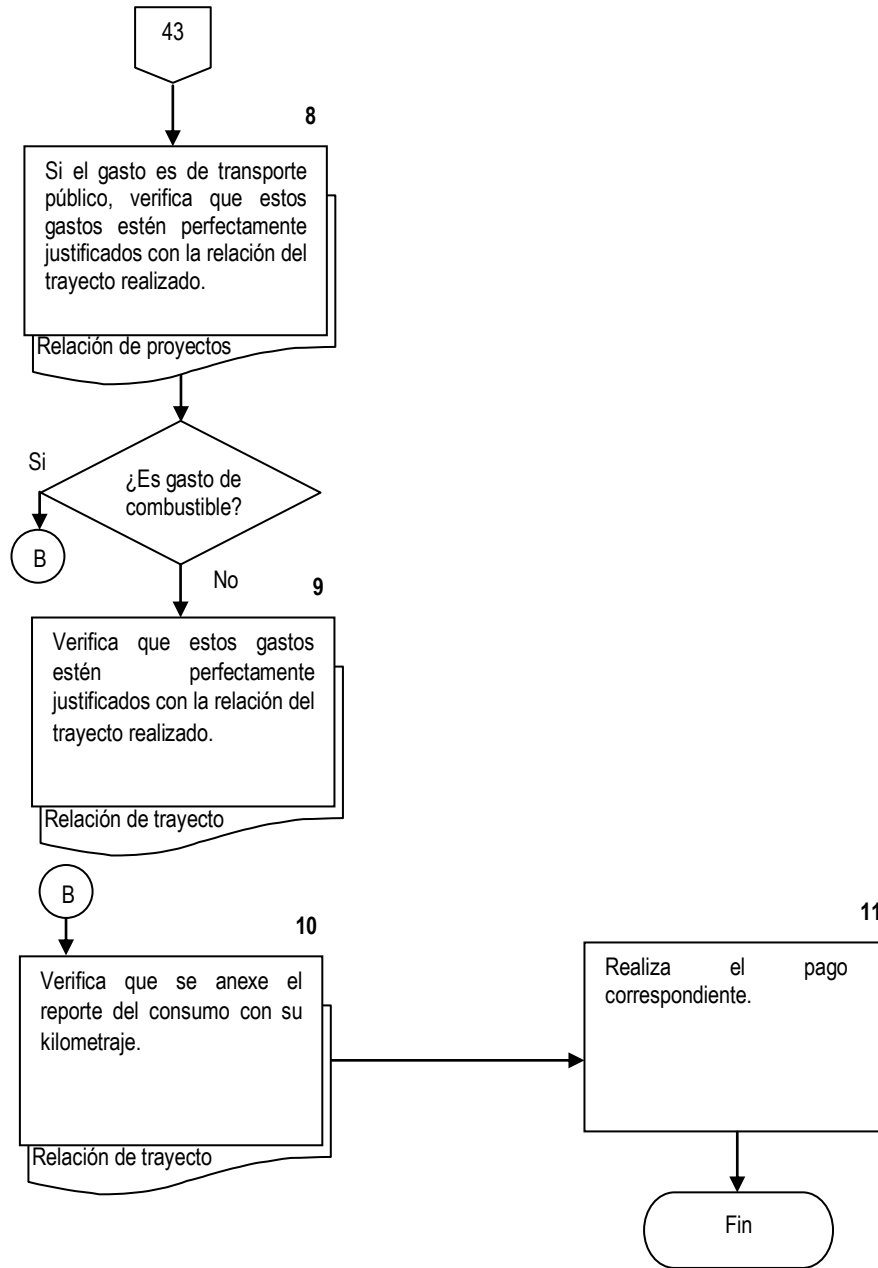 43
8
Si el gasto es de transporte
público, verifica que estos
gastos estén perfectamente
justificados con la relación del
trayecto realizado.
Relación de proyectos
Si
¿Es gasto de
combustible?
B
No
9
Verifica que estos gastos
estén perfectamente
justificados con la relación del
trayecto realizado.
Relación de trayecto
B
10
Verifica que se anexe el
reporte del consumo con su
kilometraje.
Relación de trayecto
11
Realiza el pago
correspondiente.
Fin